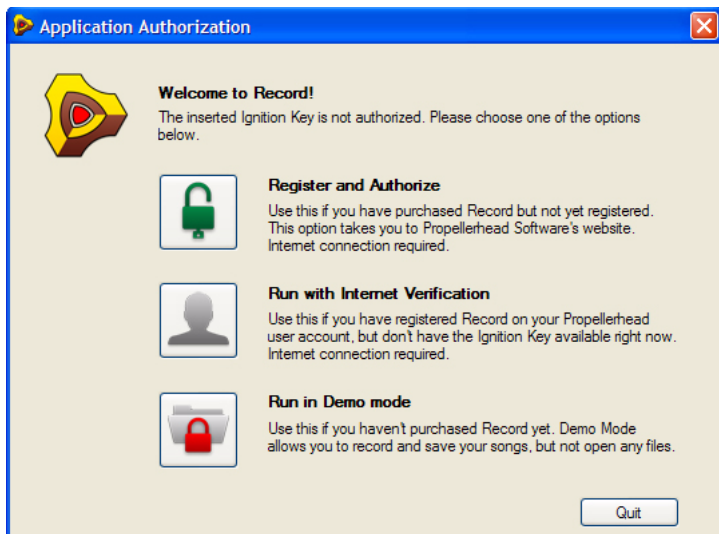 Application Authorization
Welcome to Record!
The inserted Ignition Key is not authorized. Please choose one of the options
below.
Register and Authorize
Use this if you have purchased Record but not yet registered.
This option takes you to Propellerhead Software's website.
Internet connection required.
Run with Internet Verification
Use this if you have registered Record on your Propellerhead
user account, but don't have the Ignition Key available right now.
Internet connection required.
Run in Demo mode
Use this if you haven't purchased Record yet. Demo Mode
allows you to record and save your songs, but not open any files.
Quit